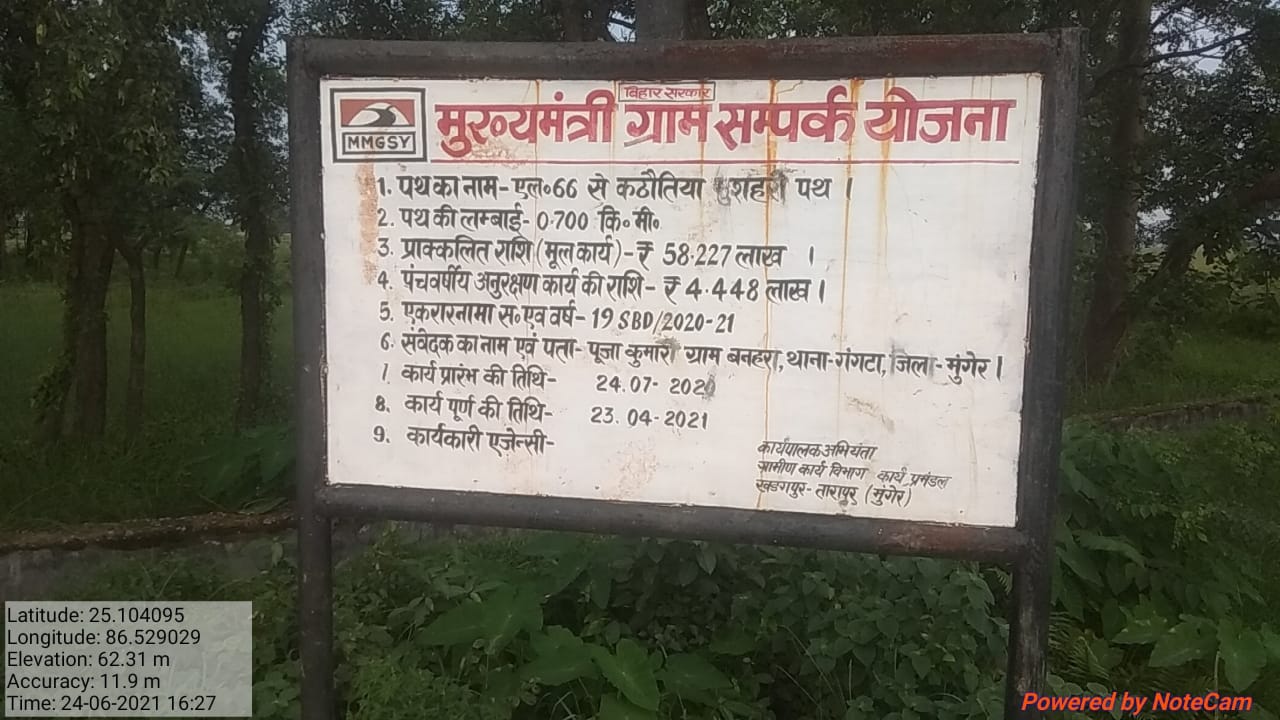 बिहार सरकार
MMGSY
मुख्यमंत्री ग्राम सम्पर्क योजना
1. पथ का नाम- एल०66 से कठौतिया मुशहरी पथ ।
2. पथ की लम्बाई- 0.700 कि० मी०
3. प्राक्कलित राशि (मूल कार्य) - ₹ 58.227 लाख ।
4. पंचवर्षीय अनुरक्षण कार्य की राशि - ₹ 4.448 लाख ।
5. एकरारनामा स० एव वर्ष- 19 SBD/2020-21
6. संवेदक का नाम एवं पता- पूजा कुमारी ग्राम बनहरा, थाना-गंगटा, जिला- मुंगेर ।
7. कार्य प्रारंभ की तिथि- 24.07-2020
8. कार्य पूर्ण की तिथि- 23.04-2021
9. कार्यकारी एजेन्सी-
कार्यपालक अभियंता
ग्रामीण कार्य विभाग कार्य प्रमंडल
खडगपुर- तारापुर (मुंगेर)
Latitude: 25.104095
Longitude: 86.529029
Elevation: 62.31 m
Accuracy: 11.9 m
Time: 24-06-2021 16:27
Powered by NoteCam